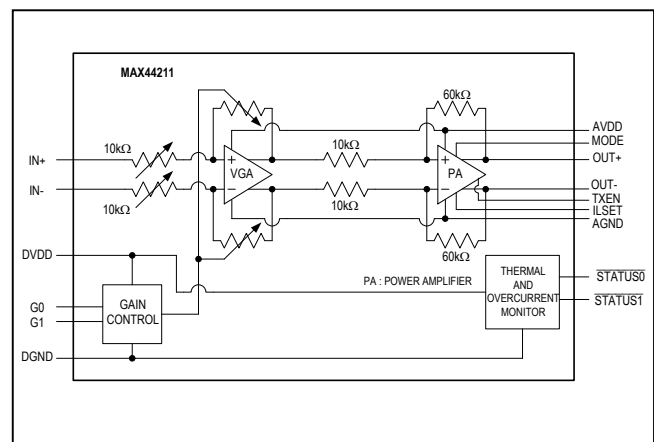 MAX44211
60kΩ
AVDD
MODE
10kΩ
10kΩ
IN+
VGA
PA
OUT+
IN-
OUT-
TXEN
10kΩ
10kΩ
ILSET
AGND
60kΩ
DVDD
PA : POWER AMPLIFIER
THERMAL
AND
OVERCURRENT
MONITOR
STATUS0
STATUS1
G0
G1
GAIN
CONTROL
DGND